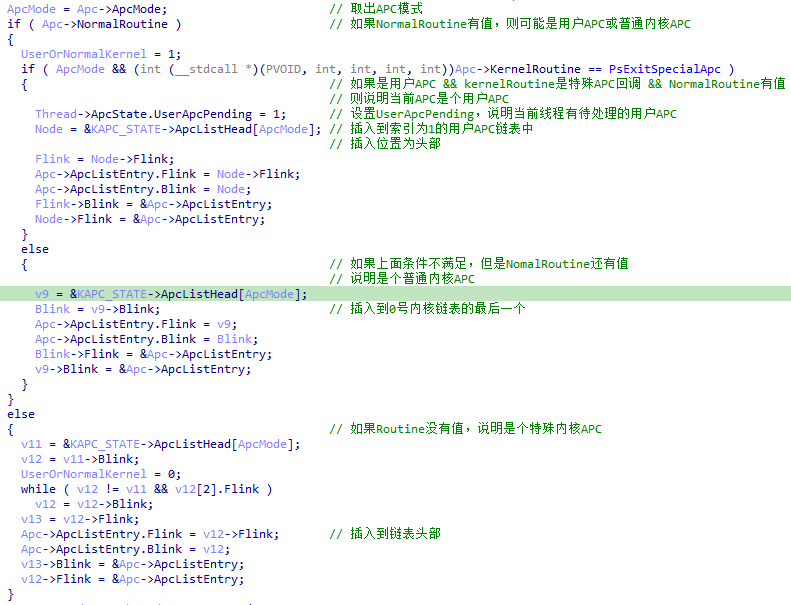 ApcMode = Apc->ApcMode; // 取出APC模式
if ( Apc->NormalRoutine ) // 如果NormalRoutine有值，则可能是用户APC或普通内核APC
{
UserOrNormalKernel = 1;
if ( ApcMode && (int (__stdcall *)(PVOID, int, int, int, int))Apc->KernelRoutine == PsExitSpecialApc )
{ // 如果是用户APC && kernelRoutine是特殊APC回调 && NormalRoutine有值
// 则说明当前APC是个用户APC
Thread->ApcState.UserApcPending = 1; // 设置UserApcPending，说明当前线程有待处理的用户APC
Node = &KAPC_STATE->ApcListHead[ApcMode]; // 插入到索引为1的用户APC链表中
// 插入位置为头部
Flink = Node->Flink;
Apc->ApcListEntry.Flink = Node->Flink;
Apc->ApcListEntry.Blink = Node;
Flink->Blink = &Apc->ApcListEntry;
Node->Flink = &Apc->ApcListEntry;
}
else
{ // 如果上面条件不满足，但是NomalRoutine还有值
// 说明是个普通内核APC
v9 = &KAPC_STATE->ApcListHead[ApcMode];
Blink = v9->Blink; // 插入到0号内核链表的最后一个
Apc->ApcListEntry.Flink = v9;
Apc->ApcListEntry.Blink = Blink;
Blink->Flink = &Apc->ApcListEntry;
v9->Blink = &Apc->ApcListEntry;
}
}
else
{ // 如果Routine没有值，说明是个特殊内核APC
v11 = &KAPC_STATE->ApcListHead[ApcMode];
v12 = v11->Blink;
UserOrNormalKernel = 0;
while ( v12 != v11 && v12[2].Flink )
v12 = v12->Blink;
v13 = v12->Flink;
Apc->ApcListEntry.Flink = v12->Flink; // 插入到链表头部
Apc->ApcListEntry.Blink = v12;
v13->Blink = &Apc->ApcListEntry;
v12->Flink = &Apc->ApcListEntry;
}